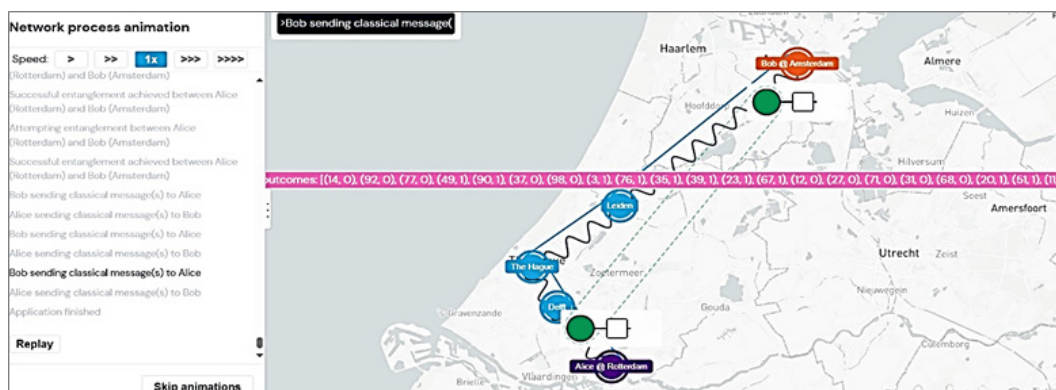 Network process animation
Speed: > >> 1x >>> >>>>
(Rotterdam) and Bob (Amsterdam)
Successful entanglement achieved between Alice
(Rotterdam) and Bob (Amsterdam)
Attempting entanglement between Alice
(Rotterdam) and Bob (Amsterdam)
Successful entanglement achieved between Alice
(Rotterdam) and Bob (Amsterdam)
Bob sending classical message(s) to Alice
Alice sending classical message(s) to Bob
Bob sending classical message(s) to Alice
Alice sending classical message(s) to Bob
Bob sending classical message(s) to Alice
Alice sending classical message(s) to Bob
Application finished
Replay
Skip animations
>Bob sending classical message(
Haarlem
Bob @ Amsterdam
Almere
Hoofddorp
Huizen
Hilversum
outcomes: [(14, 0), (92, 0), (77, 0), (49, 1), (90, 1), (37, 0), (98, 0), (3, 1), (76, 1), (35, 1), (39, 1), (23, 1), (67, 1), (12, 0), (27, 0), (71, 0), (31, 0), (68, 0), (20, 1), (51, 1), (11
Leiden
Soest
Amersfoort
The Hague
Utrecht
Zeist
Zoetermeer
Nieuwegein
Delft
Gouda
's-Gravenzande
Culemborg
Alice @ Rotterdam
Vlaardingen
Brielle